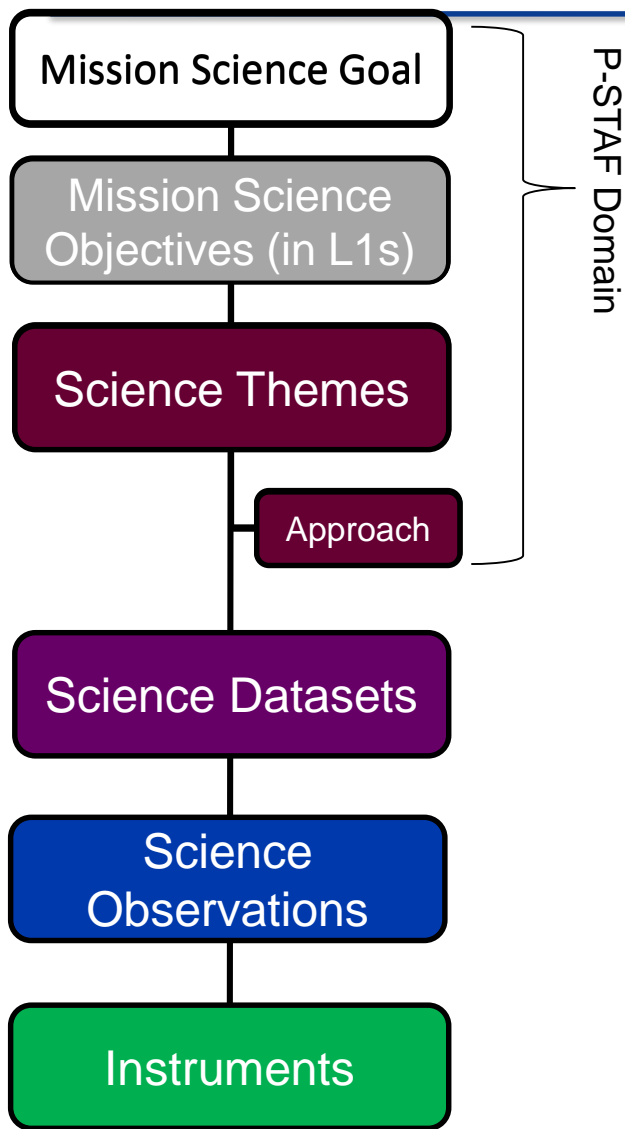 Mission Science Goal
P-STAF Domain
Mission Science
Objectives (in L1s)
Science Themes
Approach
Science Datasets
Science
Observations
Instruments